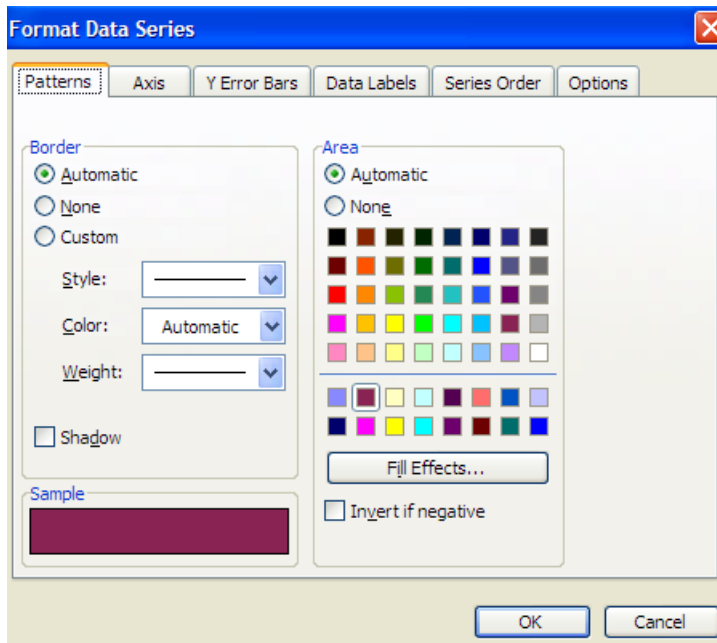 Format Data Series
Patterns Axis Y Error Bars Data Labels Series Order Options
Border
Automatic
None
Custom
Style:
Color: Automatic
Weight:
Shadow
Sample
Area
Automatic
None
Fill Effects...
Invert if negative
OK Cancel